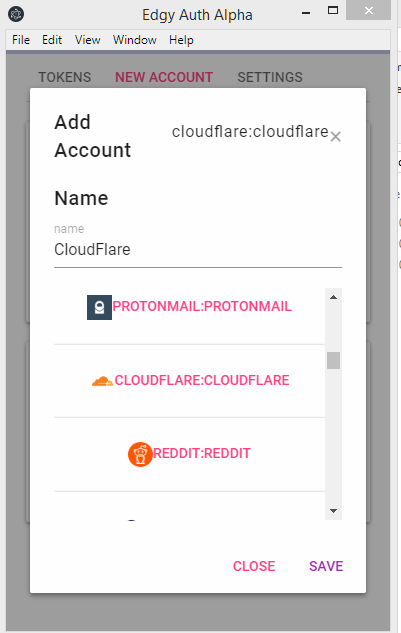 Edgy Auth Alpha
File Edit View Window Help
TOKENS NEW ACCOUNT SETTINGS
Add
Account
cloudflare:cloudflare×
Name
name
CloudFlare
PROTONMAIL:PROTONMAIL
CLOUDFLARE:CLOUDFLARE
REDDIT:REDDIT
CLOSE SAVE